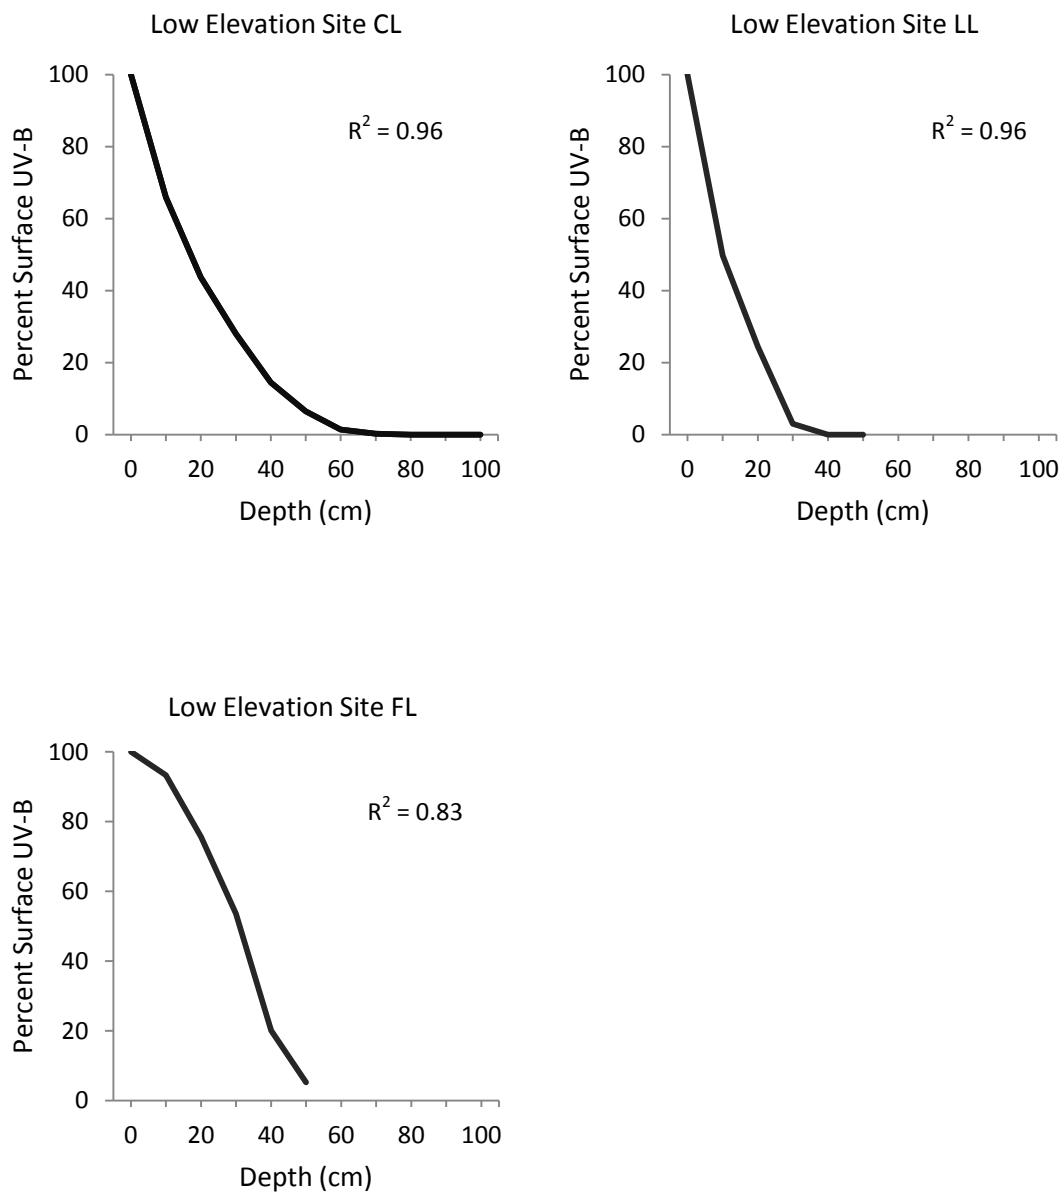 Low Elevation Site CL
Percent Surface UV-B
100
80
60
40
20
0
R² = 0.96
0 20 40 60 80 100
Depth (cm)
Low Elevation Site LL
Percent Surface UV-B
100
80
60
40
20
0
R² = 0.96
0 20 40 60 80 100
Depth (cm)
Low Elevation Site FL
Percent Surface UV-B
100
80
60
40
20
0
R² = 0.83
0 20 40 60 80 100
Depth (cm)